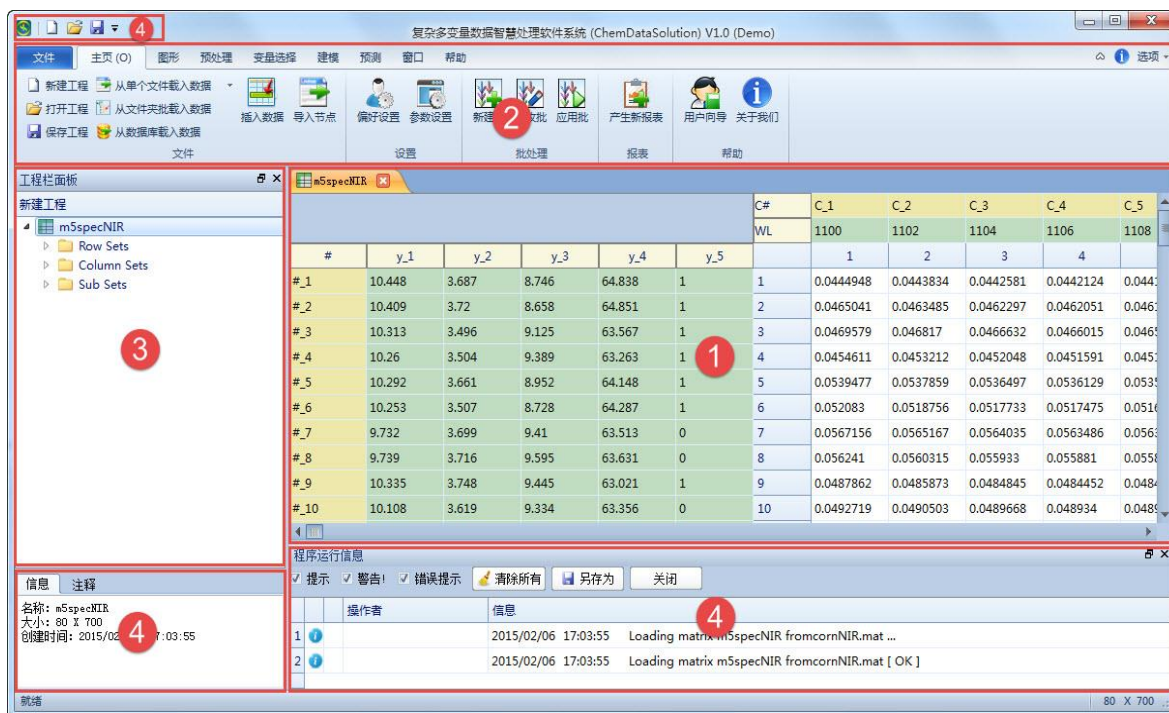 4
复杂多变量数据智慧处理软件系统 (ChemDataSolution) V1.0 (Demo)
文件 主页 (O) 图形 预处理 变量选择 建模 预测 窗口 帮助 选项
新建工程 从单个文件载入数据
打开工程 从文件夹批载入数据
保存工程 从数据库载入数据
插入数据 导入节点 偏好设置 参数设置 新建 2 批 应用批 产生新报表 用户向导 关于我们
文件 设置 批处理 报表 帮助
工程栏面板
新建工程
m5specNIR
Row Sets
Column Sets
Sub Sets
3
m5specNIR
C# C_1 C_2 C_3 C_4 C_5
WL 1100 1102 1104 1106 1108
# y_1 y_2 y_3 y_4 y_5 1 2 3 4
#_1 10.448 3.687 8.746 64.838 1 1 0.0444948 0.0443834 0.0442581 0.0442124
#_2 10.409 3.72 8.658 64.851 1 2 0.0465041 0.0463485 0.0462297 0.0462051
#_3 10.313 3.496 9.125 63.567 1 3 0.0469579 0.046817 0.0466632 0.0466015
#_4 10.26 3.504 9.389 63.263 1 1 4 0.0454611 0.0453212 0.0452048 0.0451591
#_5 10.292 3.661 8.952 64.148 1 5 0.0539477 0.0537859 0.0536497 0.0536129
#_6 10.253 3.507 8.728 64.287 1 6 0.052083 0.0518756 0.0517733 0.0517475
#_7 9.732 3.699 9.41 63.513 0 7 0.0567156 0.0565167 0.0564035 0.0563486
#_8 9.739 3.716 9.595 63.631 0 8 0.056241 0.0560315 0.055933 0.055881
#_9 10.335 3.748 9.445 63.021 1 9 0.0487862 0.0485873 0.0484845 0.0484452
#_10 10.108 3.619 9.334 63.356 0 10 0.0492719 0.0490503 0.0489668 0.048934
信息 注释
名称: m5specNIR
大小: 80 X 700
创建时间: 2015/02 4 7:03:55
程序运行信息
提示 警告! 错误提示 清除所有 另存为 关闭
操作者 信息
4
1 2015/02/06 17:03:55 Loading matrix m5specNIR fromcornNIR.mat ...
2 2015/02/06 17:03:55 Loading matrix m5specNIR fromcornNIR.mat [ OK ]
就绪 80 X 700